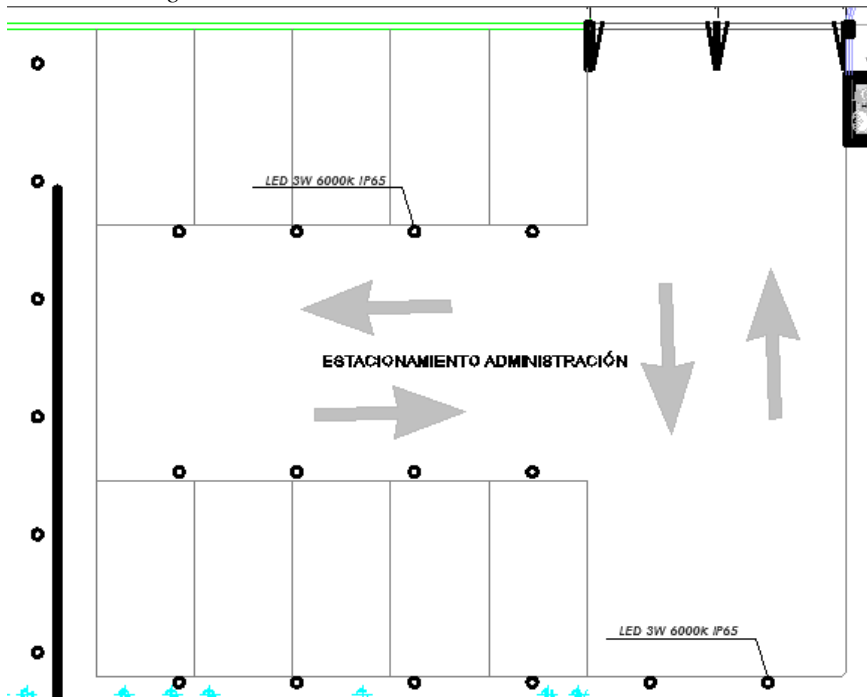 LED 3W 6000K IP65
ESTACIONAMIENTO ADMINISTRACIÓN
LED 3W 6000K IP65